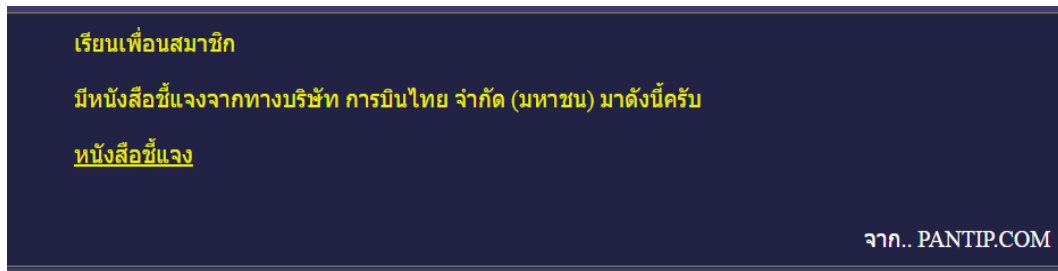 เรียนเพื่อนสมาชิก
มีหนังสือชี้แจงจากทางบริษัท การบินไทย จำกัด (มหาชน) มาดังนี้ครับ
หนังสือชี้แจง
จาก.. PANTIP.COM